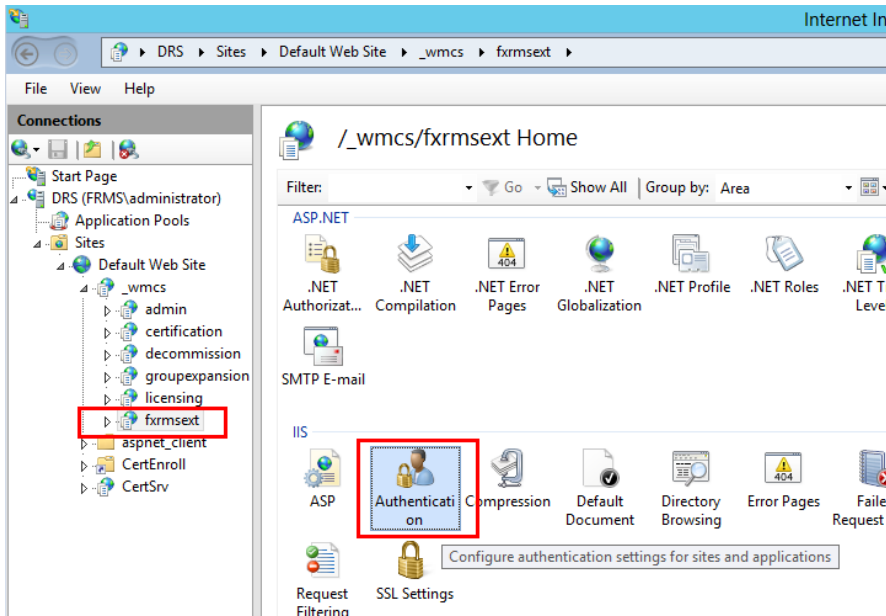 Internet In
DRS Sites Default Web Site _wmcs fxrmsext
File View Help
Connections
Start Page
DRS (FRMS\administrator)
Application Pools
Sites
Default Web Site
_wmcs
admin
certification
decommission
groupexpansion
licensing
fxrmsext
aspnet_client
CertEnroll
CertSrv
/_wmcs/fxrmsext Home
Filter: Go Show All Group by: Area
ASP.NET
.NET Authorizat...
.NET Compilation
.NET Error Pages
404
.NET Globalization
.NET Profile
.NET Roles
.NET T
Leve
SMTP E-mail
IIS
ASP
Authenticati
on
Compression
Default
Document
Directory
Browsing
404
Error Pages
Faile
Request
Configure authentication settings for sites and applications
Request
Filtering
SSL Settings